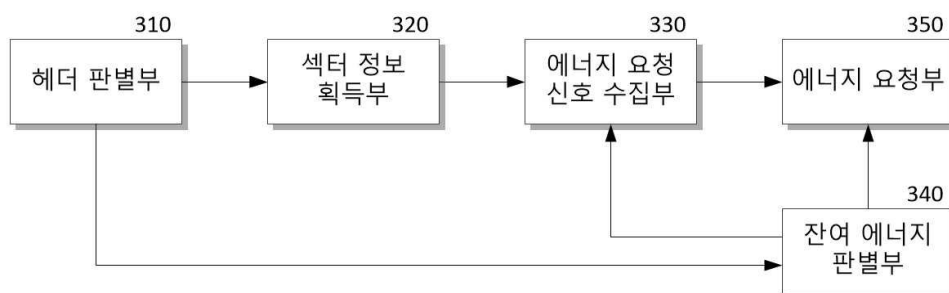 310
헤더 판별부
320
섹터 정보
획득부
330
에너지 요청
신호 수집부
350
에너지 요청부
340
잔여 에너지
판별부